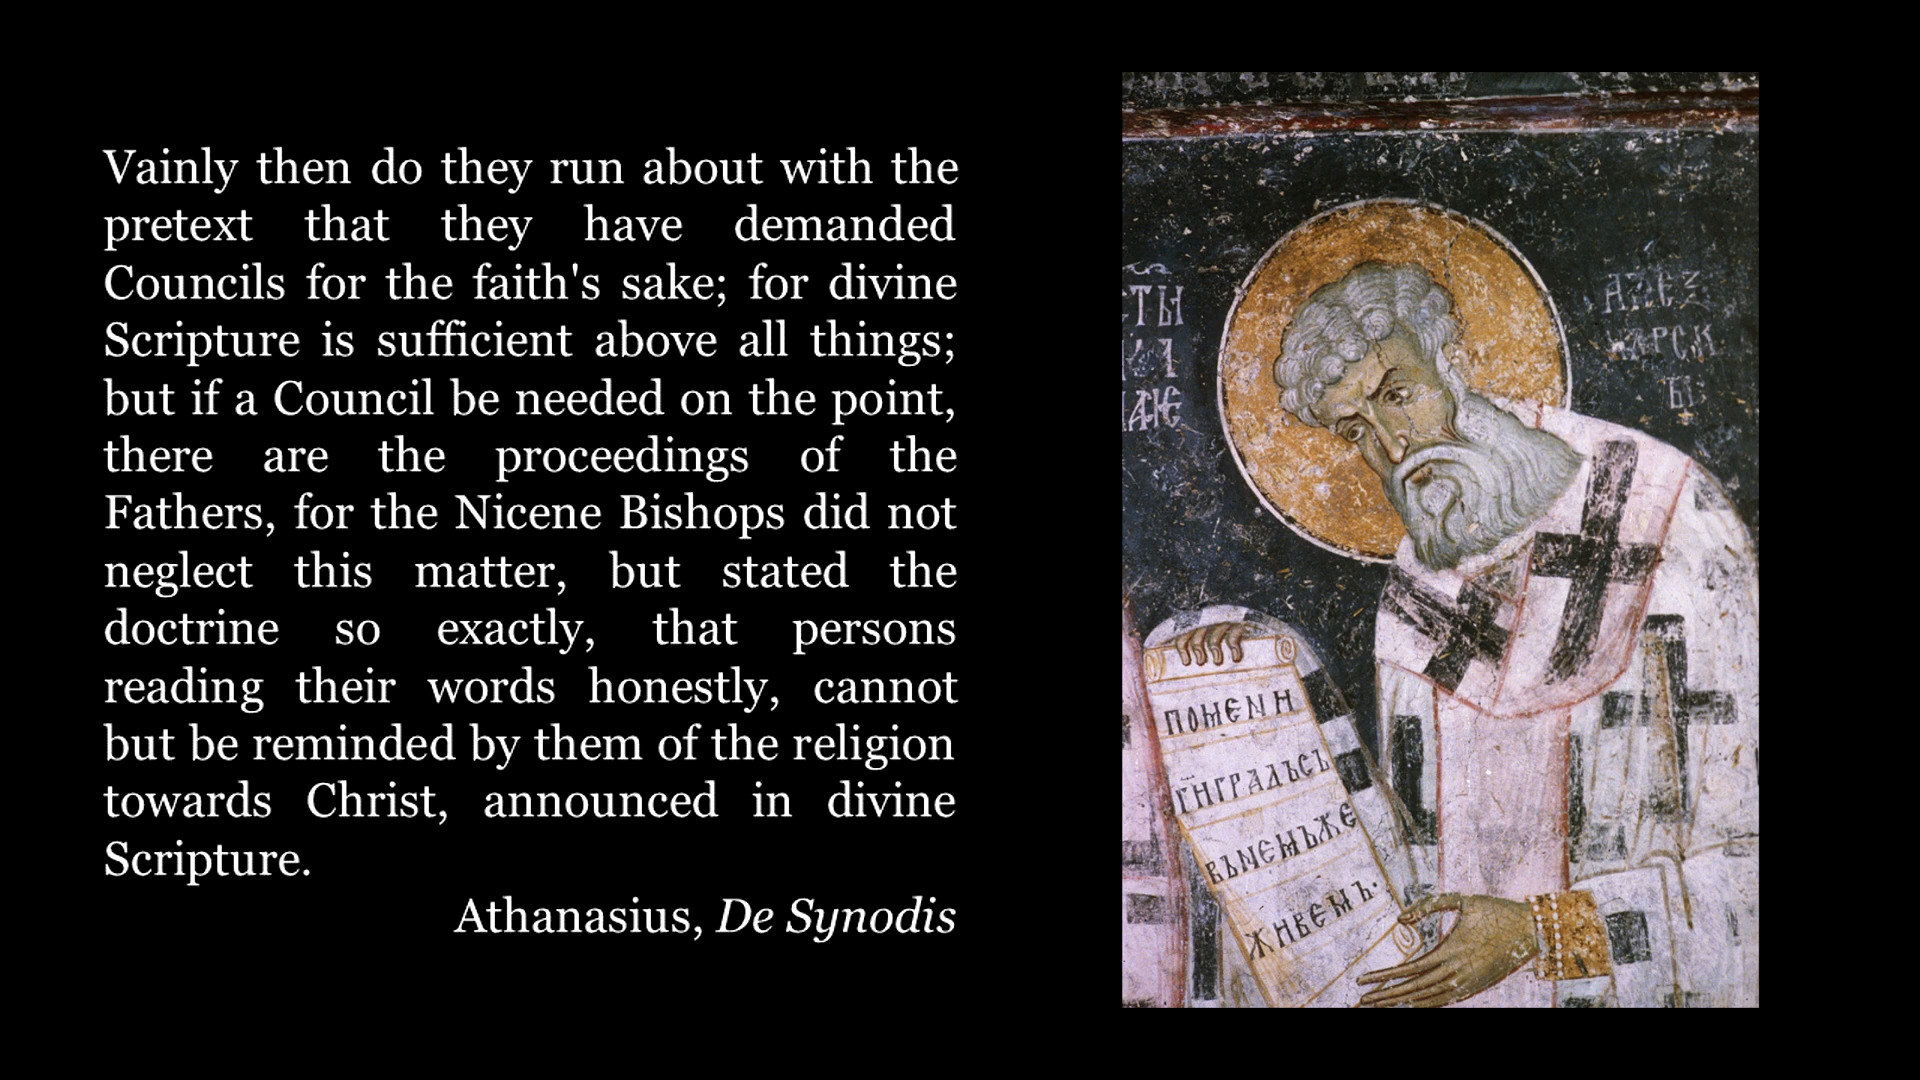 Vainly then do they run about with the
pretext that they have demanded
Councils for the faith's sake; for divine
Scripture is sufficient above all things;
but if a Council be needed on the point,
there are the proceedings of the
Fathers, for the Nicene Bishops did not
neglect this matter, but stated the
doctrine so exactly, that persons
reading their words honestly, cannot
but be reminded by them of the religion
towards Christ, announced in divine
Scripture.
Athanasius, De Synodis
СТЫ
АЛЕѮ
ПОМЕНИ
ГИГРАДЬСЪ
ВЪМЕМЬЖЕ
ЖИВЕМЪ.